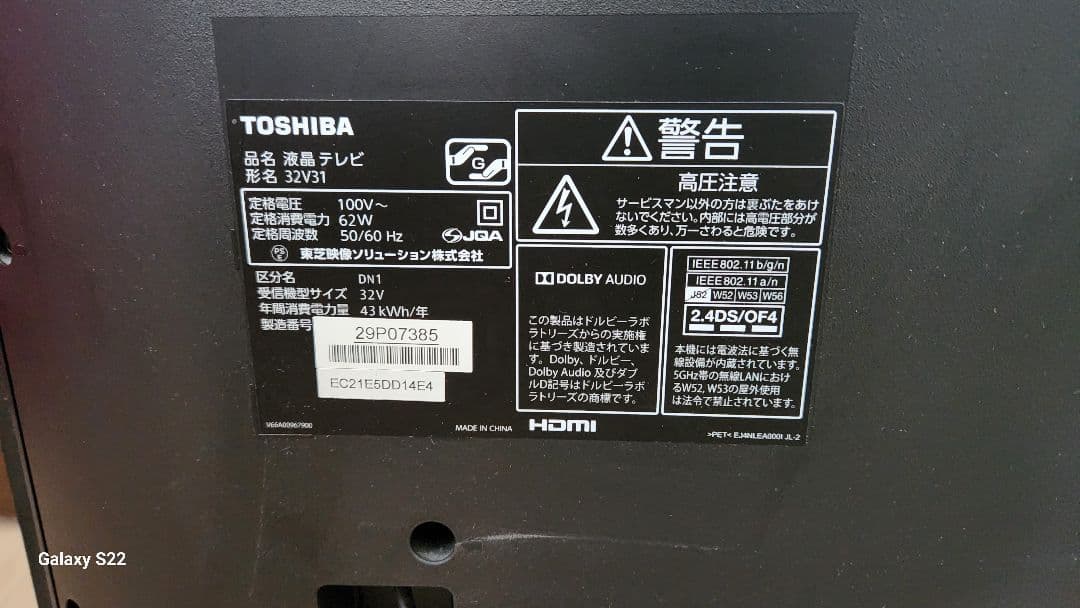 TOSHIBA
品名 液晶テレビ
形名 32V31
G
定格電圧 100V～
定格消費電力 62W
定格周波数 50/60 Hz
JQA
PS
E
東芝映像ソリューション株式会社
区分名 DN1
受信機型サイズ 32V
年間消費電力量 43 kWh/年
製造番号
29P07385
EC21E5DD14E4
V66A00967900
MADE IN CHINA
警告
高圧注意
サービスマン以外の方は裏ぶたをあけ
ないでください。内部には高電圧部分が
数多くあり、万一さわると危険です。
DOLBY AUDIO
この製品はドルビーラボ
ラトリーズからの実施権
に基づき製造されていま
す。Dolby、ドルビー、
Dolby Audio 及びダブ
ルD記号はドルビーラボ
ラトリーズの商標です。
IEEE802.11b/g/n
IEEE802.11a/n
J52 W52 W53 W56
2.4DS/OF4
本機には電波法に基づく無
線設備が内蔵されています。
5GHz帯の無線LANにおけ
るW52, W53の屋外使用
は法令で禁止されています。
HDMI
>PET< EJ4NLEA000I JL-2
Galaxy S22